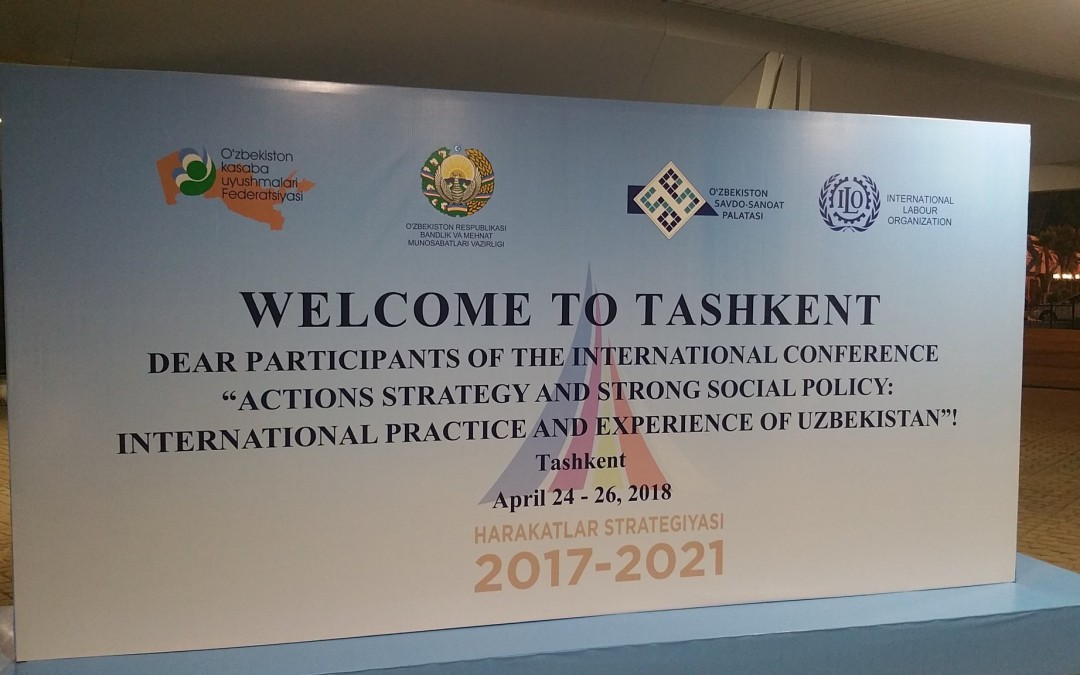 O'zbekiston
kasaba
uyushmalari
Federatsiyasi
O'ZBEKISTON RESPUBLIKASI
BANDLIK VA MEHNAT
MUNOSABATLARI VAZIRLIGI
O'ZBEKISTON
SAVDO-SANOAT
PALATASI
ILO
INTERNATIONAL
LABOUR
ORGANIZATION
WELCOME TO TASHKENT
DEAR PARTICIPANTS OF THE INTERNATIONAL CONFERENCE
“ACTIONS STRATEGY AND STRONG SOCIAL POLICY:
INTERNATIONAL PRACTICE AND EXPERIENCE OF UZBEKISTAN”!
Tashkent
April 24 - 26, 2018
HARAKATLAR STRATEGIYASI
2017-2021